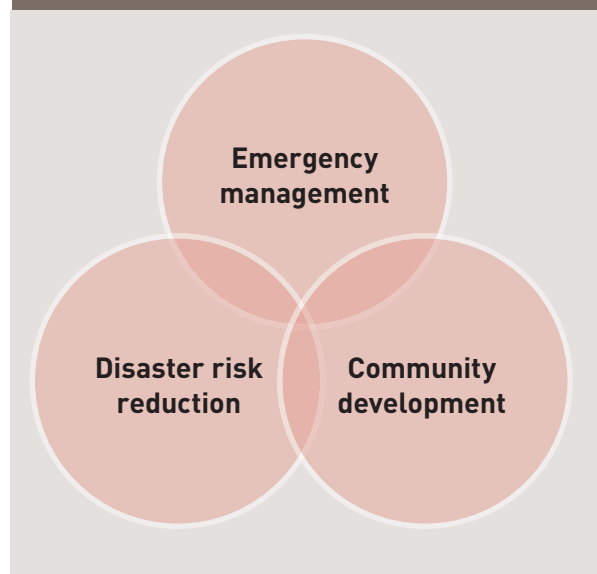 Emergency
management
Disaster risk
reduction
Community
development